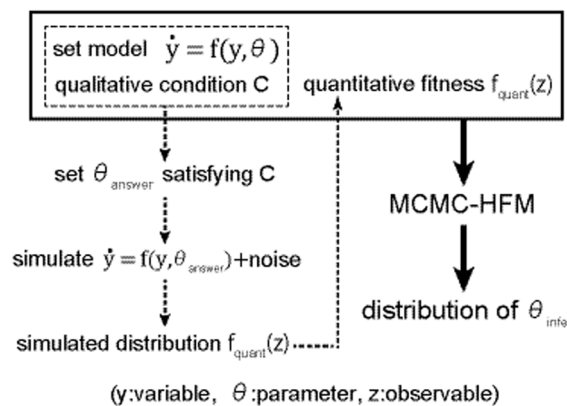 set model ẏ = f(y,θ)
qualitative condition C
quantitative fitness f_quant(z)
set θ_answer satisfying C
simulate ẏ = f(y,θ_answer)+noise
simulated distribution f_quant(z)
MCMC-HFM
distribution of θ_infe
(y:variable, θ:parameter, z:observable)